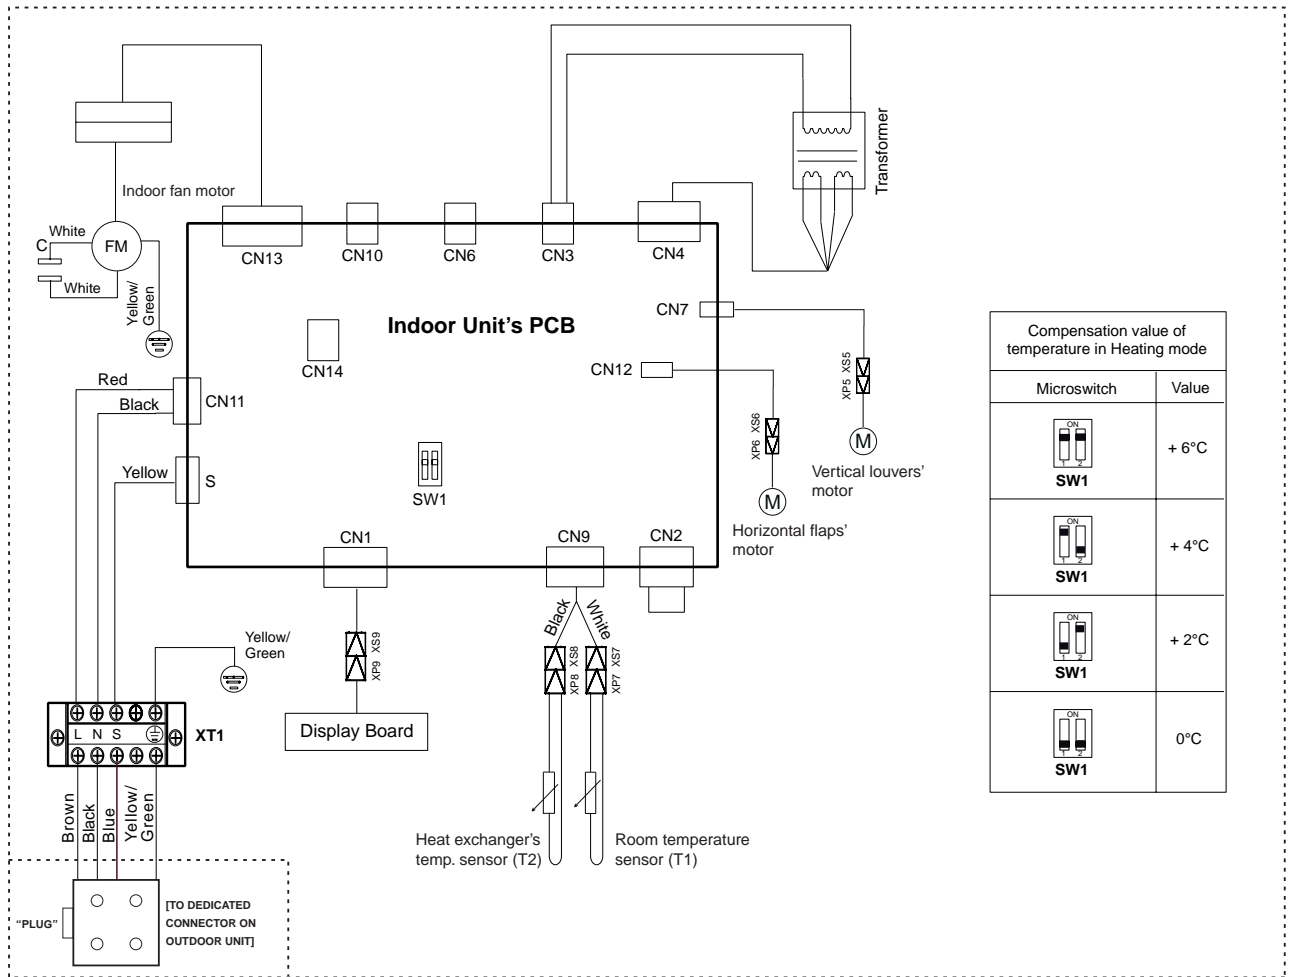 Transformer
Indoor fan motor
White
C
FM
White
Yellow/
Green
CN13
CN10
CN6
CN3
CN4
CN7
Indoor Unit's PCB
CN14
CN12
XP5 XS5
M
Vertical louvers'
motor
XP6 XS6
M
Horizontal flaps'
motor
Red
Black
CN11
Yellow
S
SW1
CN1
CN9
CN2
Black
White
XP9 XS9
XP8 XS8
XP7 XS7
Yellow/
Green
Display Board
L N S
XT1
Brown
Black
Blue
Yellow/
Green
Heat exchanger's
temp. sensor (T2)
Room temperature
sensor (T1)
“PLUG”
[TO DEDICATED
CONNECTOR ON
OUTDOOR UNIT]
Compensation value of
temperature in Heating mode
Microswitch
Value
ON
1 2
SW1
+ 6°C
ON
1 2
SW1
+ 4°C
ON
1 2
SW1
+ 2°C
ON
1 2
SW1
0°C